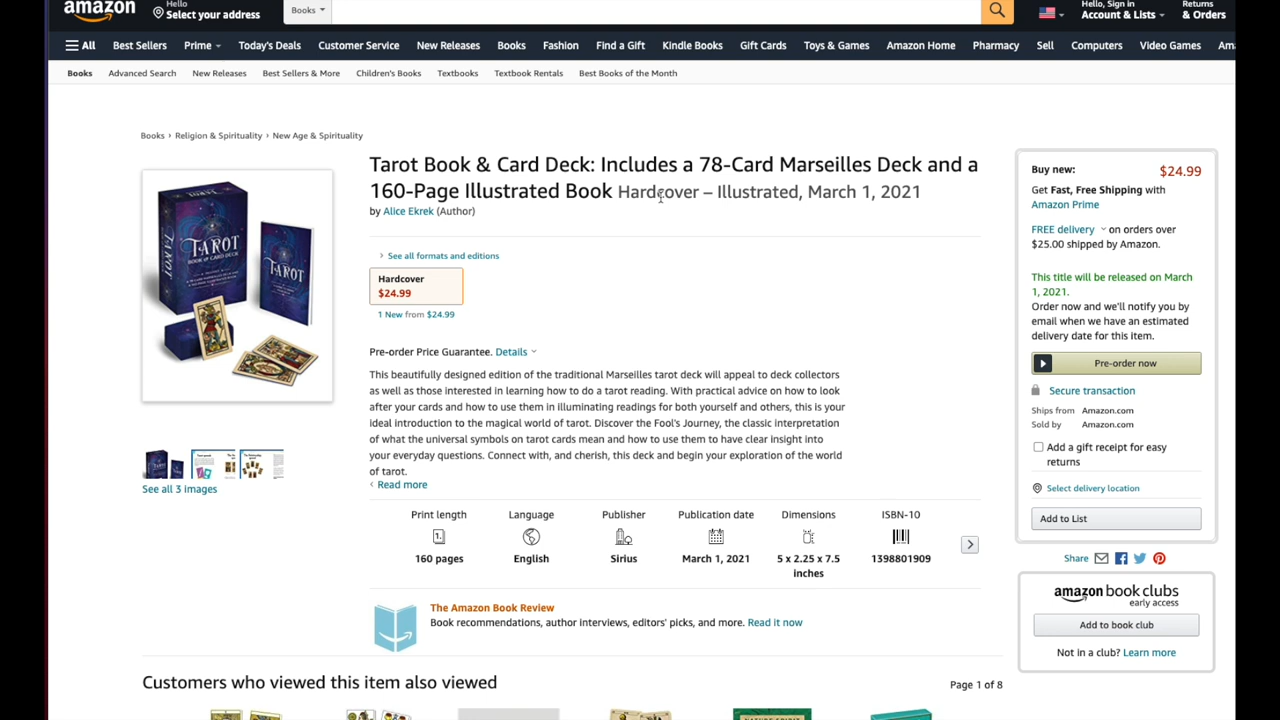 amazon
Select your address
Books
Hello, Sign in
Account & Lists
Returns
& Orders
All
Best Sellers
Prime
Today's Deals
Customer Service
New Releases
Books
Fashion
Find a Gift
Kindle Books
Gift Cards
Toys & Games
Amazon Home
Pharmacy
Sell
Computers
Video Games
Books
Advanced Search
New Releases
Best Sellers & More
Children's Books
Textbooks
Textbook Rentals
Best Books of the Month
Books › Religion & Spirituality › New Age & Spirituality
TAROT
BOOK & CARD DECK
TAROT
TAROT
Tarot Book & Card Deck: Includes a 78-Card Marseilles Deck and a
160-Page Illustrated Book Hardcover – Illustrated, March 1, 2021
by Alice Ekrek (Author)
› See all formats and editions
Hardcover
$24.99
1 New from $24.99
Pre-order Price Guarantee. Details
This beautifully designed edition of the traditional Marseilles tarot deck will appeal to deck collectors
as well as those interested in learning how to do a tarot reading. With practical advice on how to look
after your cards and how to use them in illuminating readings for both yourself and others, this is your
ideal introduction to the magical world of tarot. Discover the Fool's Journey, the classic interpretation
of what the universal symbols on tarot cards mean and how to use them to have clear insight into
your everyday questions. Connect with, and cherish, this deck and begin your exploration of the world
of tarot.
Read more
See all 3 images
Print length
160 pages
Language
English
Publisher
Sirius
Publication date
March 1, 2021
Dimensions
5 x 2.25 x 7.5
inches
ISBN-10
1398801909
The Amazon Book Review
Book recommendations, author interviews, editors' picks, and more. Read it now
Customers who viewed this item also viewed
Page 1 of 8
Buy new:
$24.99
Get Fast, Free Shipping with
Amazon Prime
FREE delivery on orders over
$25.00 shipped by Amazon.
This title will be released on March
1, 2021.
Order now and we'll notify you by
email when we have an estimated
delivery date for this item.
Pre-order now
Secure transaction
Ships from Amazon.com
Sold by Amazon.com
Add a gift receipt for easy
returns
Select delivery location
Add to List
Share
amazon book clubs
early access
Add to book club
Not in a club? Learn more